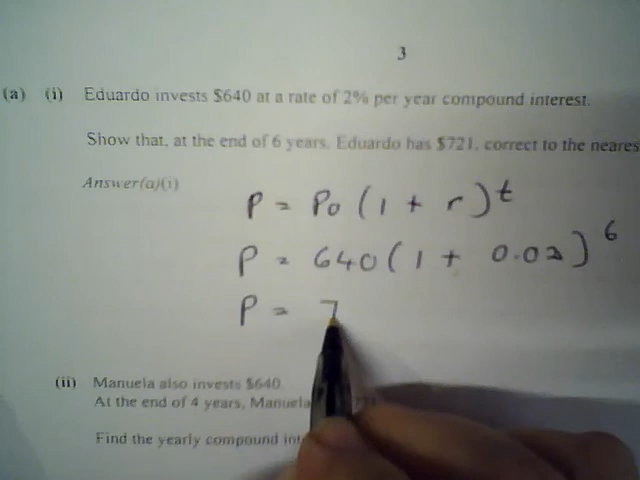 3
(a) (i) Eduardo invests $640 at a rate of 2% per year compound interest.
Show that, at the end of 6 years, Eduardo has $721, correct to the neares
Answer(a)(i)
P = Po (1 + r)^t
P = 640 (1 + 0.02)^6
P = 7
(ii) Manuela also invests $640.
At the end of 4 years, Manuela
Find the yearly compound